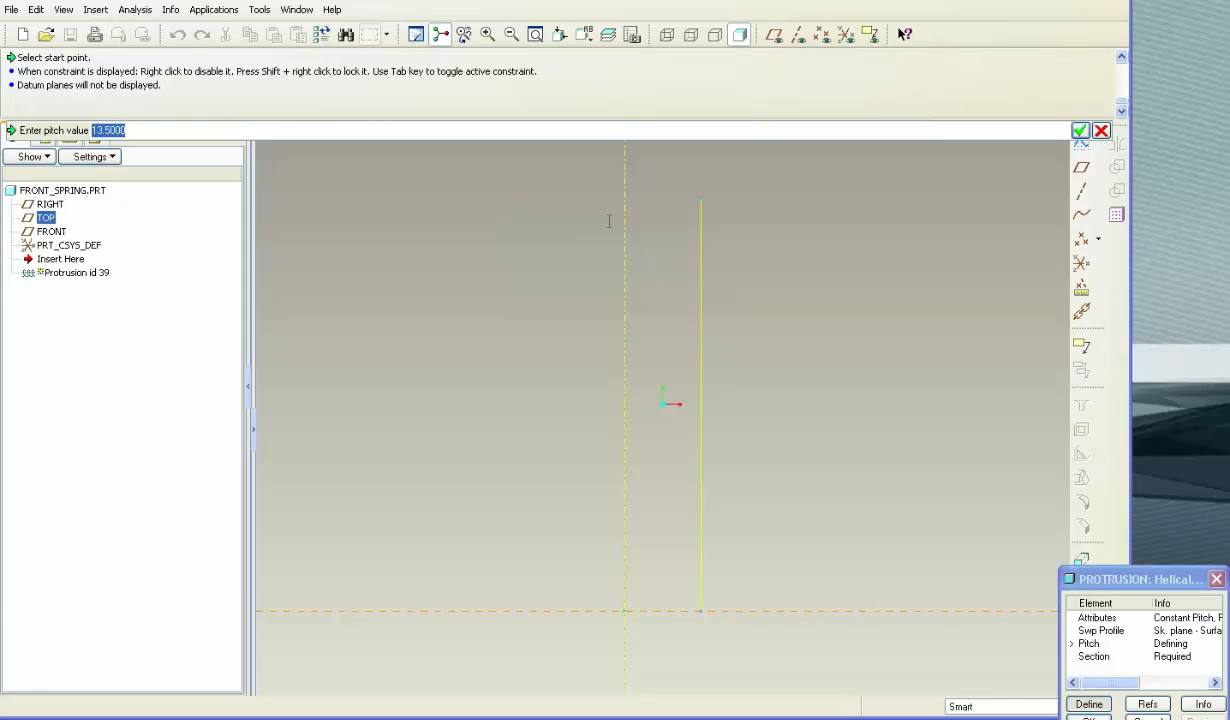 File Edit View Insert Analysis Info Applications Tools Window Help
Select start point.
When constraint is displayed: Right click to disable it. Press Shift + right click to lock it. Use Tab key to toggle active constraint.
Datum planes will not be displayed.
Enter pitch value 13.5000
Show Settings
FRONT_SPRING.PRT
RIGHT
TOP
FRONT
PRT_CSYS_DEF
Insert Here
Protrusion id 39
PROTRUSION: Helical...
Element Info
Attributes Constant Pitch, F
Swp Profile Sk. plane - Surfa
Pitch Defining
Section Required
Define Refs Info
Smart